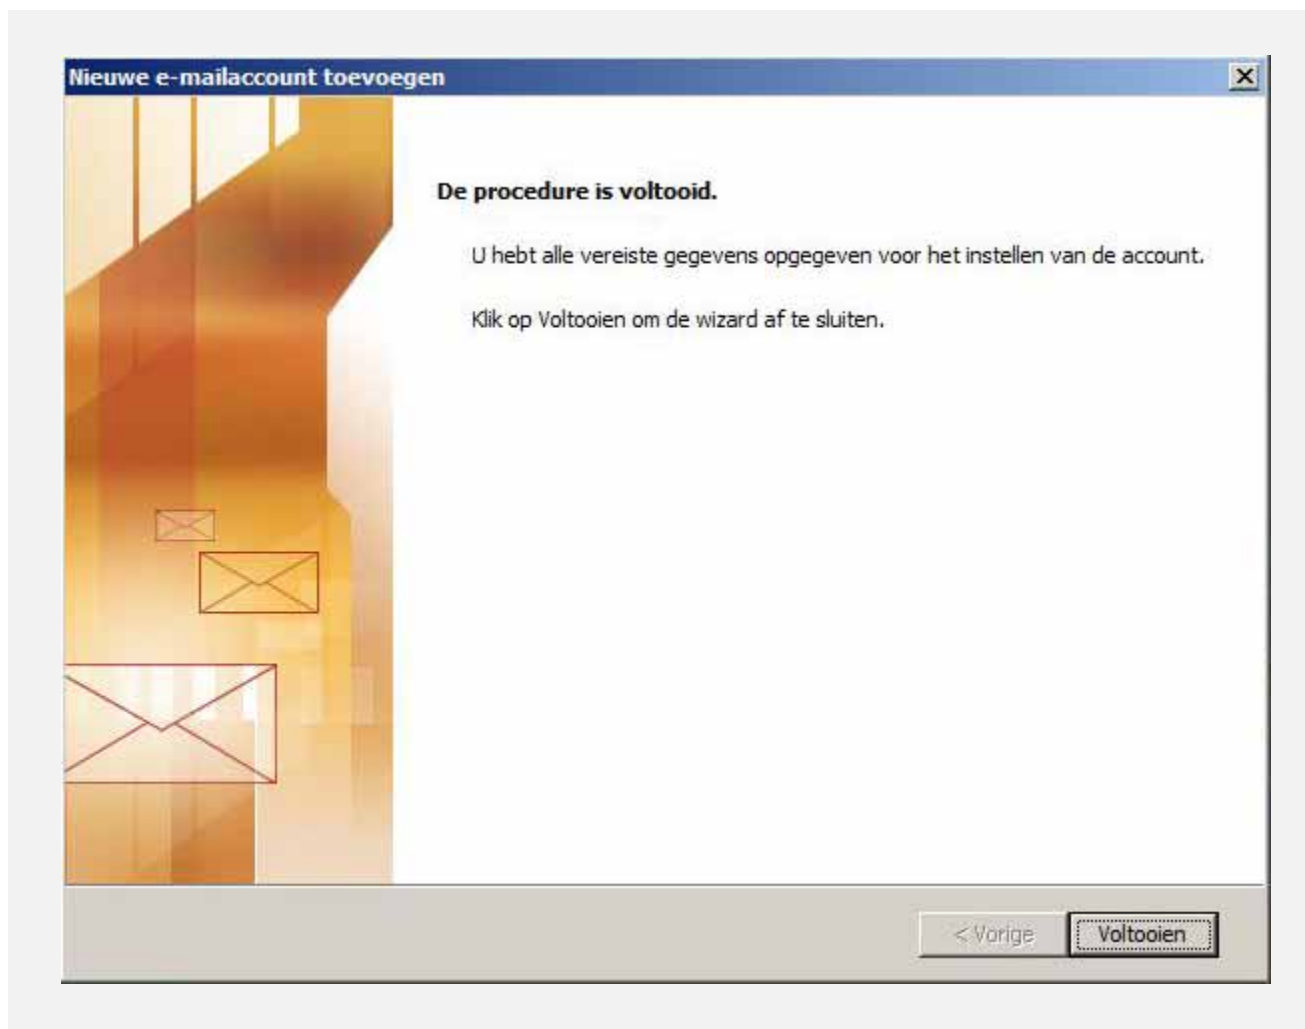 Nieuwe e-mailaccount toevoegen
De procedure is voltooid.
U hebt alle vereiste gegevens opgegeven voor het instellen van de account.
Klik op Voltooien om de wizard af te sluiten.
< Vorige
Voltooien